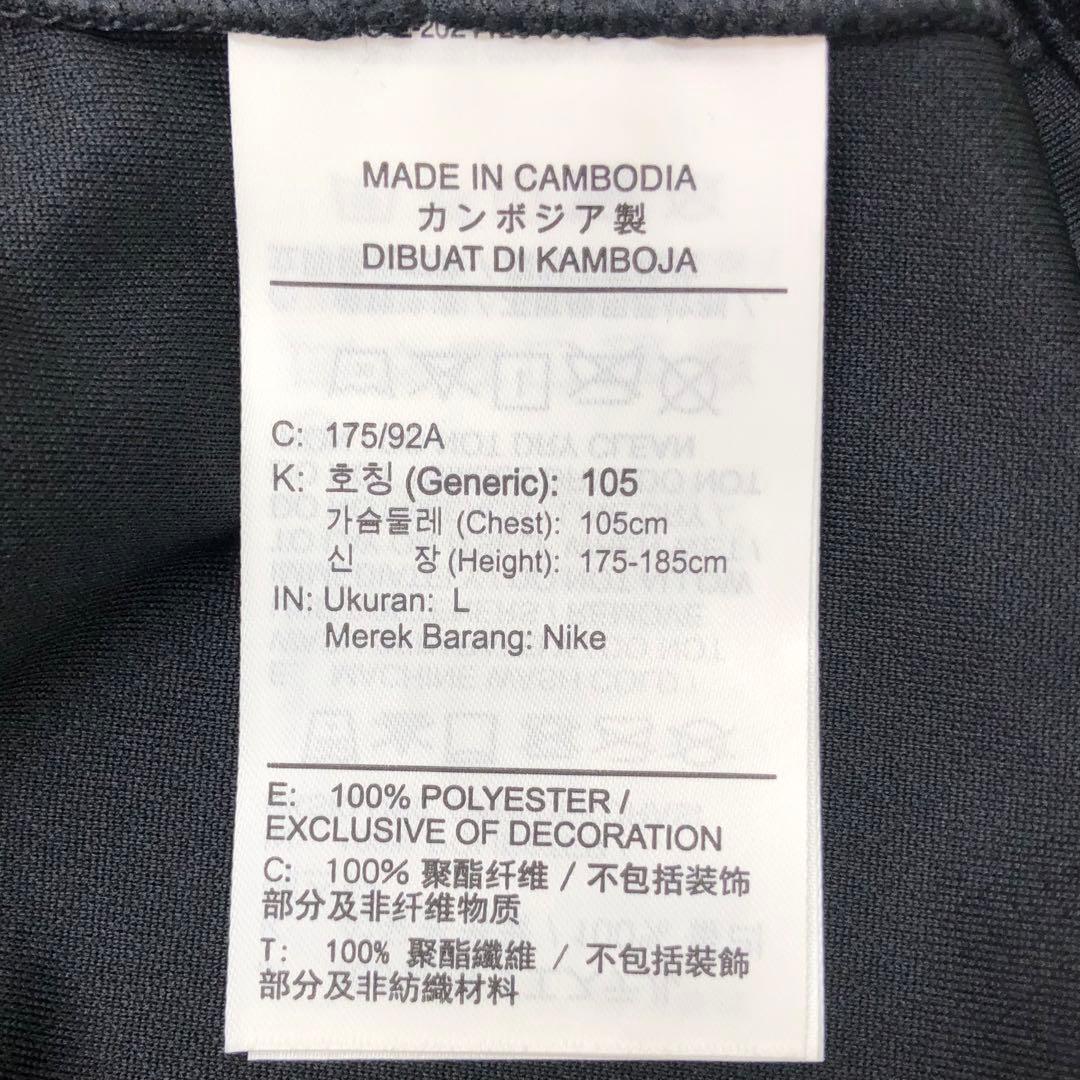 MADE IN CAMBODIA
カンボジア製
DIBUAT DI KAMBOJA
C: 175/92A
K: 호칭 (Generic): 105
가슴둘레 (Chest): 105cm
신 장 (Height): 175-185cm
IN: Ukuran: L
Merek Barang: Nike
E: 100% POLYESTER /
EXCLUSIVE OF DECORATION
C: 100% 聚酯纤维 / 不包括装饰
部分及非纤维物质
T: 100% 聚酯纖維 / 不包括裝飾
部分及非紡織材料